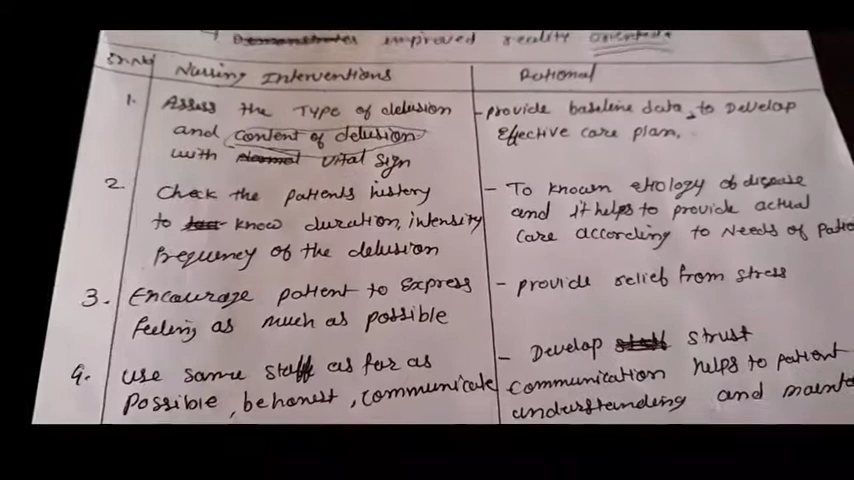 improved reality oriented.
Sr.No Nursing Interventions Rational
1. Assess the Type of delusion - provide baseline data, to Develop
and content of delusion Effective care plan.
with vital sign
2. Check the patients history - To known etiology of disease
to know duration, intensity and it helps to provide actual
frequency of the delusion care according to Needs of
3. Encourage patient to Express - provide relief from stress
feeling as much as possible
4. Use same staff as far as - Develop strust
possible, be honest, communicate communication helps to patient
understanding and